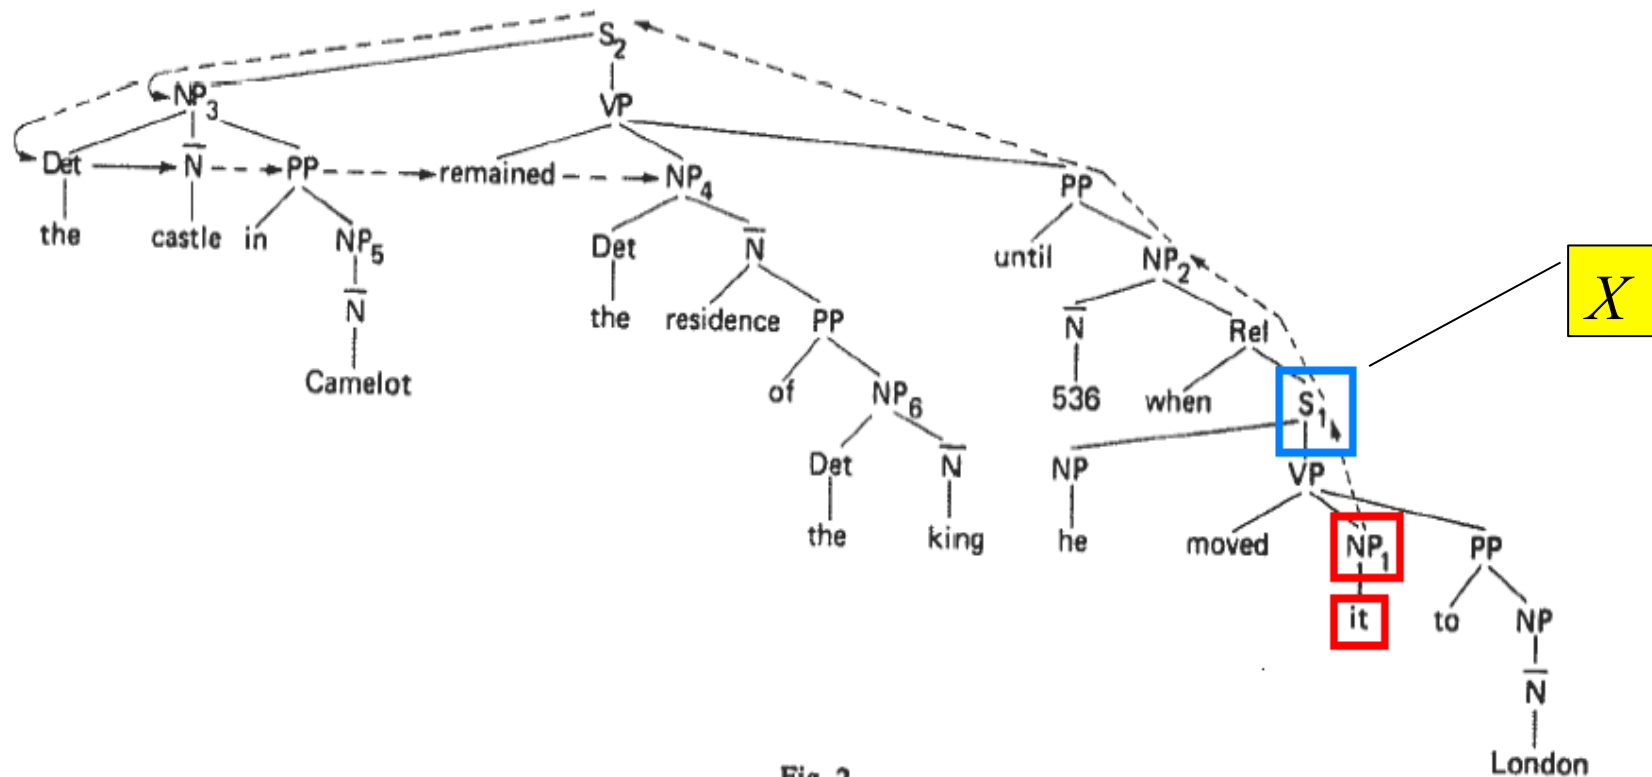 S2
NP3 VP
Det N̅ PP remained NP4 PP
the castle in NP5 Det N̅ until NP2
N̅ the residence PP N̅ Rel X
Camelot of NP6 536 when S1
Det N̅ NP VP
the king he moved NP1 PP
it to NP
N̅
London